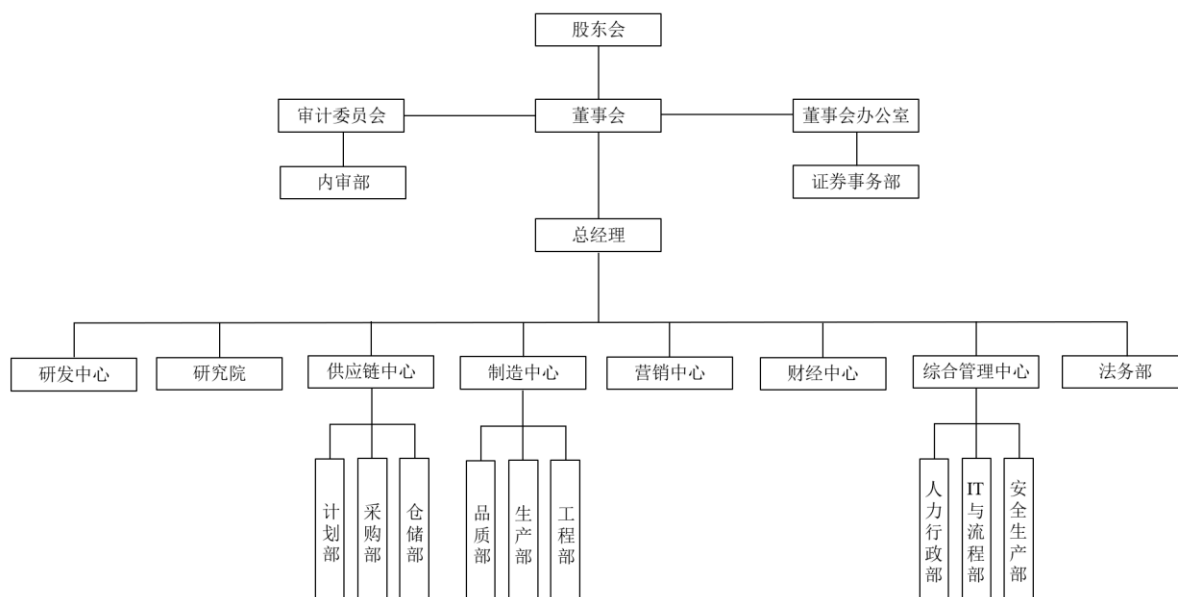 股东会
审计委员会
董事会
董事会办公室
内审部
证券事务部
总经理
研发中心
研究院
供应链中心
制造中心
营销中心
财经中心
综合管理中心
法务部
计划部
采购部
仓储部
品质部
生产部
工程部
人力行政部
IT与流程部
安全生产部